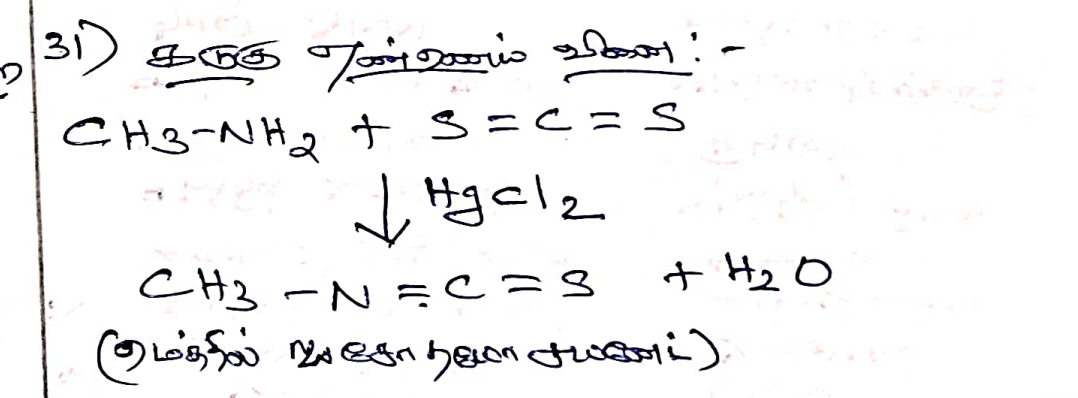 31) கடுகு எண்ணெய் வினை :-
CH3-NH2 + S=C=S
↓ HgCl2
CH3-N=C=S + H2O
(மெத்தில் ஐசோதயோசயனேட்)